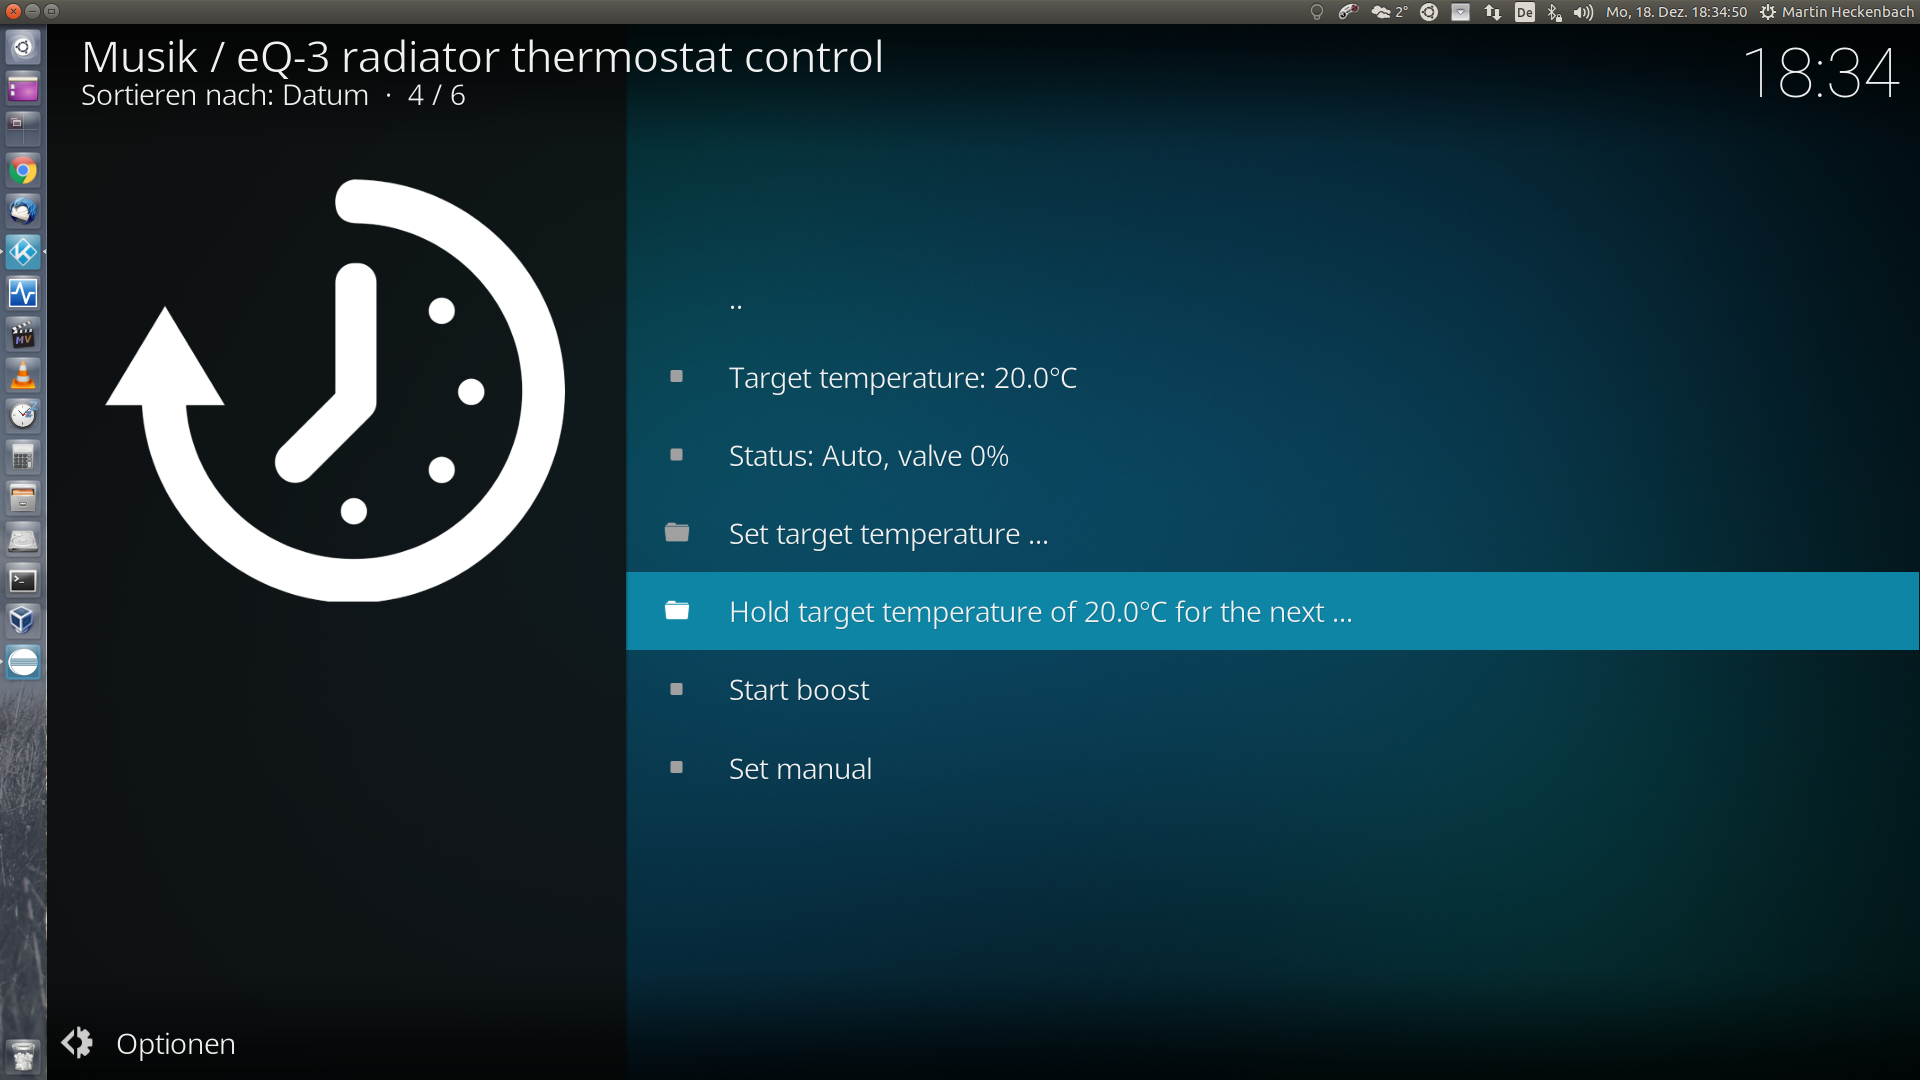 2° De Mo, 18. Dez. 18:34:50 Martin Heckenbach
Musik / eQ-3 radiator thermostat control
18:34
Sortieren nach: Datum · 4 / 6
..
Target temperature: 20.0°C
Status: Auto, valve 0%
Set target temperature ...
Hold target temperature of 20.0°C for the next ...
Start boost
Set manual
Optionen
MV
>_